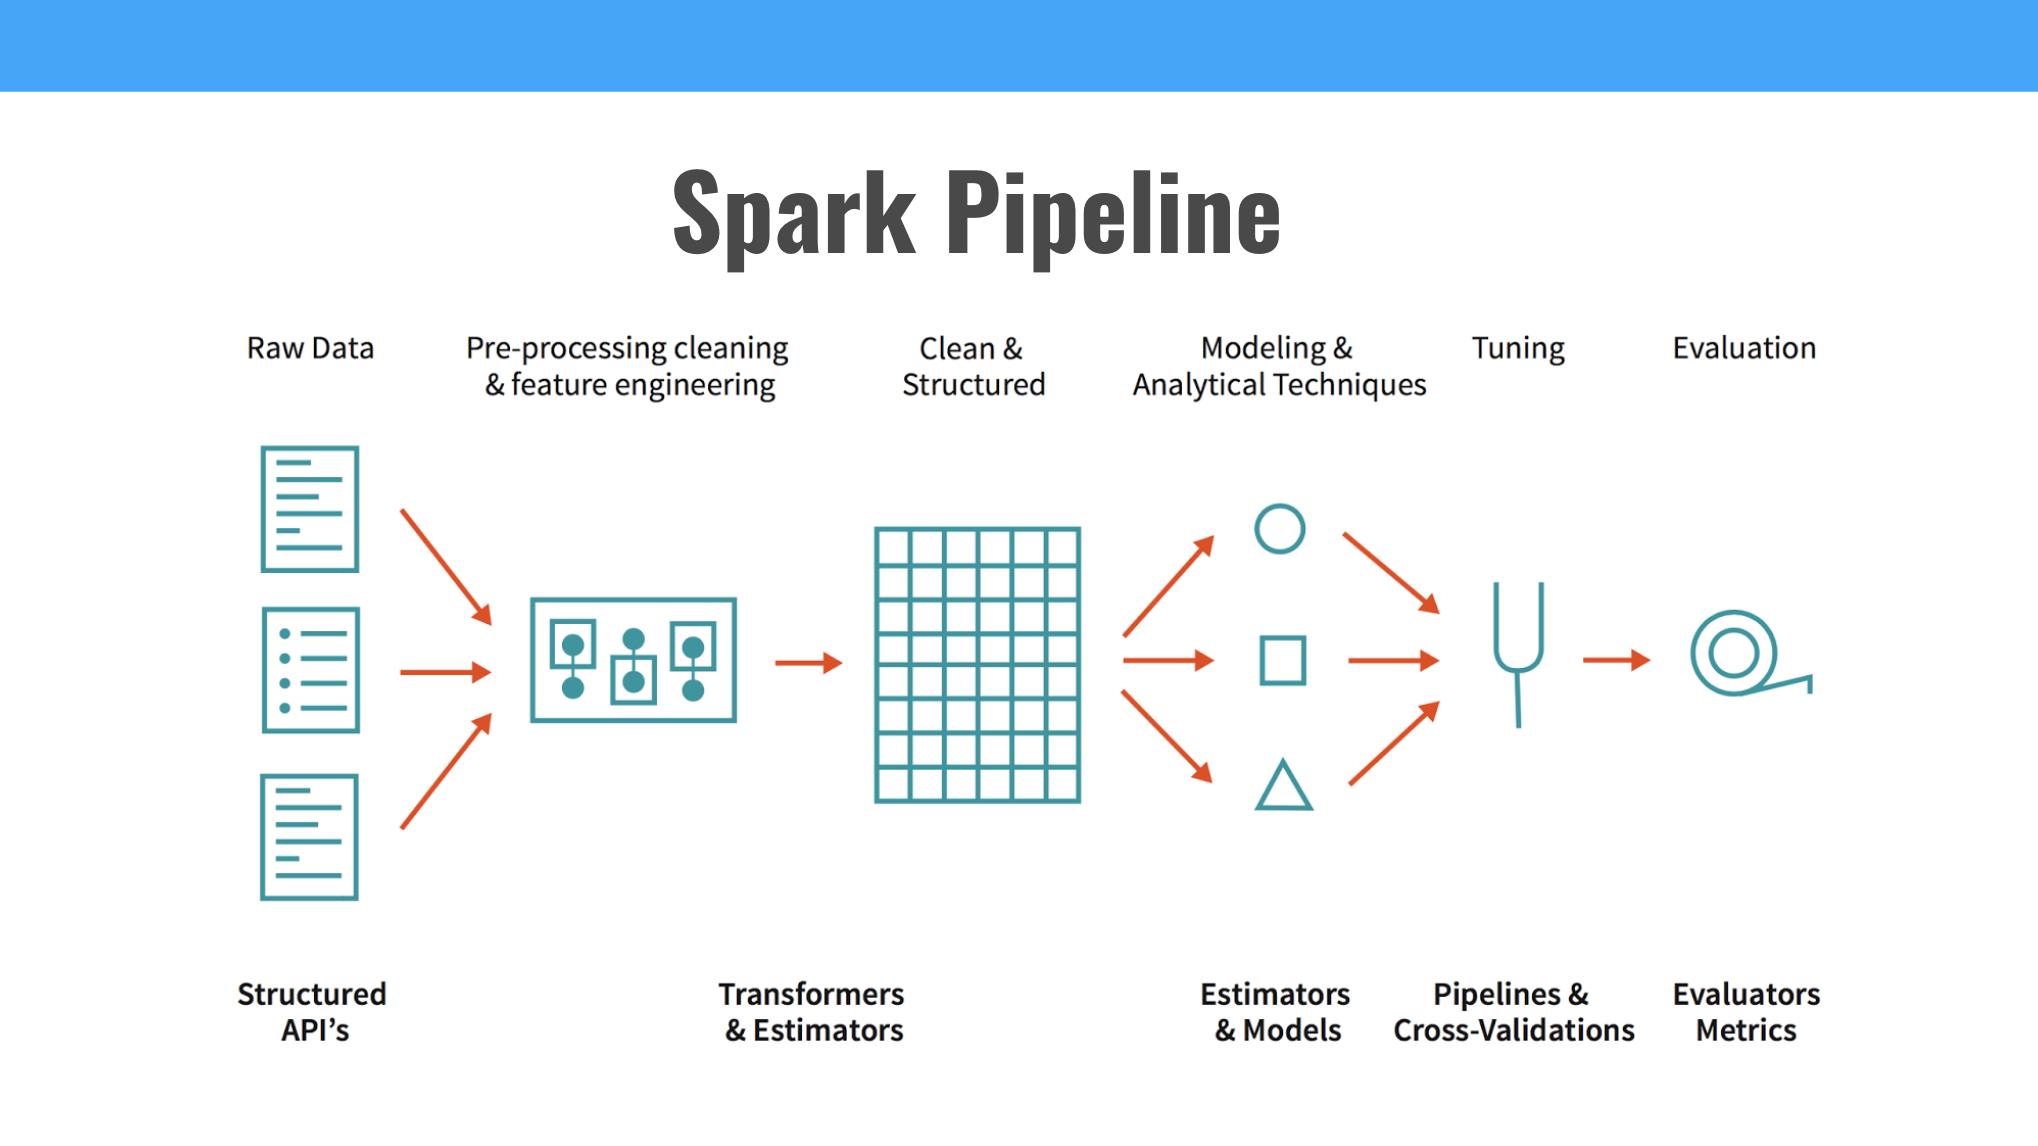 Spark Pipeline
Raw Data
Pre-processing cleaning
& feature engineering
Clean &
Structured
Modeling &
Analytical Techniques
Tuning
Evaluation
Structured
API’s
Transformers
& Estimators
Estimators
& Models
Pipelines &
Cross-Validations
Evaluators
Metrics